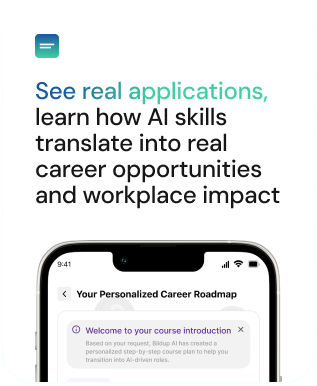 See real applications,
learn how AI skills
translate into real
career opportunities
and workplace impact
9:41
Your Personalized Career Roadmap
Welcome to your course introduction
Based on your request, Bildup AI has created a
personalized step-by-step course plan to help you
transition into AI-driven roles.